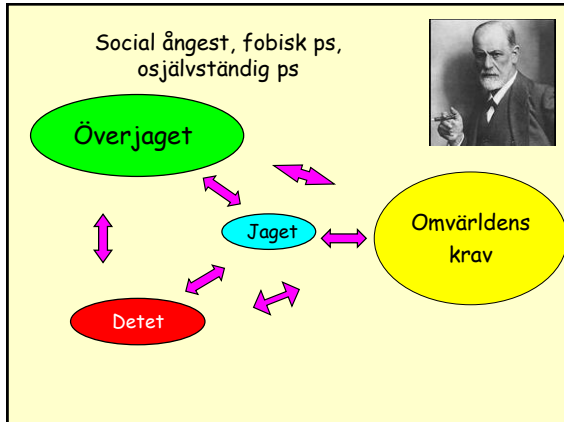 Social ångest, fobisk ps,
osjälvständig ps
Överjaget
Jaget
Omvärldens
krav
Detet